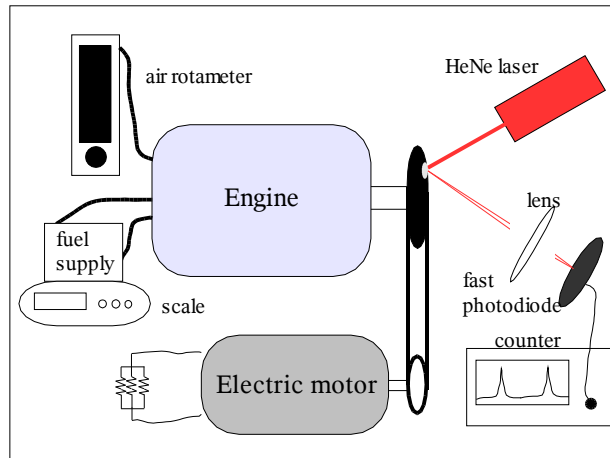 air rotameter
HeNe laser
Engine
lens
fuel
supply
fast
photodiode
scale
counter
Electric motor